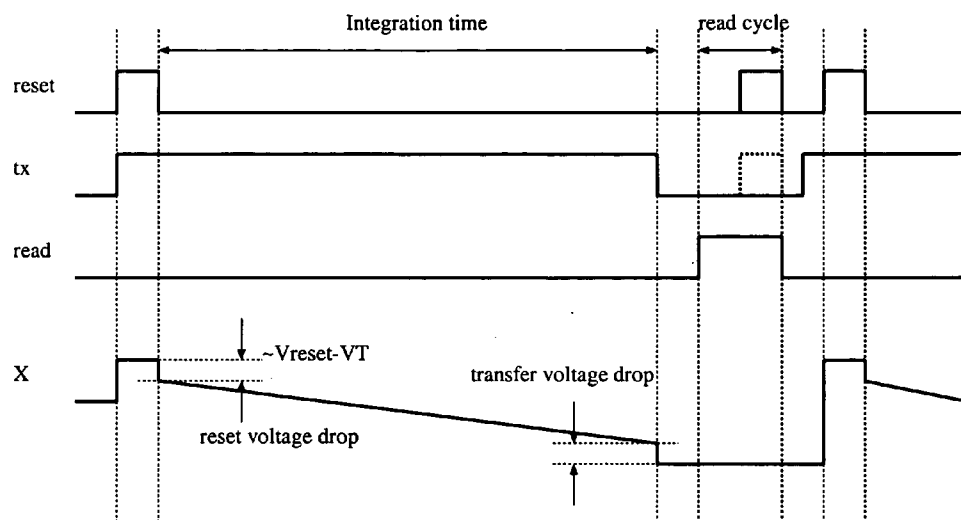 Integration time
read cycle
reset
tx
read
X
~Vreset-VT
transfer voltage drop
reset voltage drop